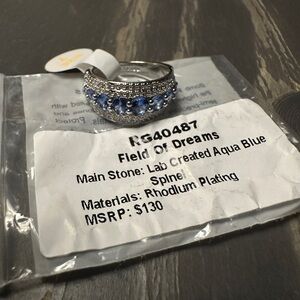 RG40487
Field Of Dreams
Main Stone: Lab Created Aqua Blue
Spinel
Materials: Rhodium Plating
MSRP: $130